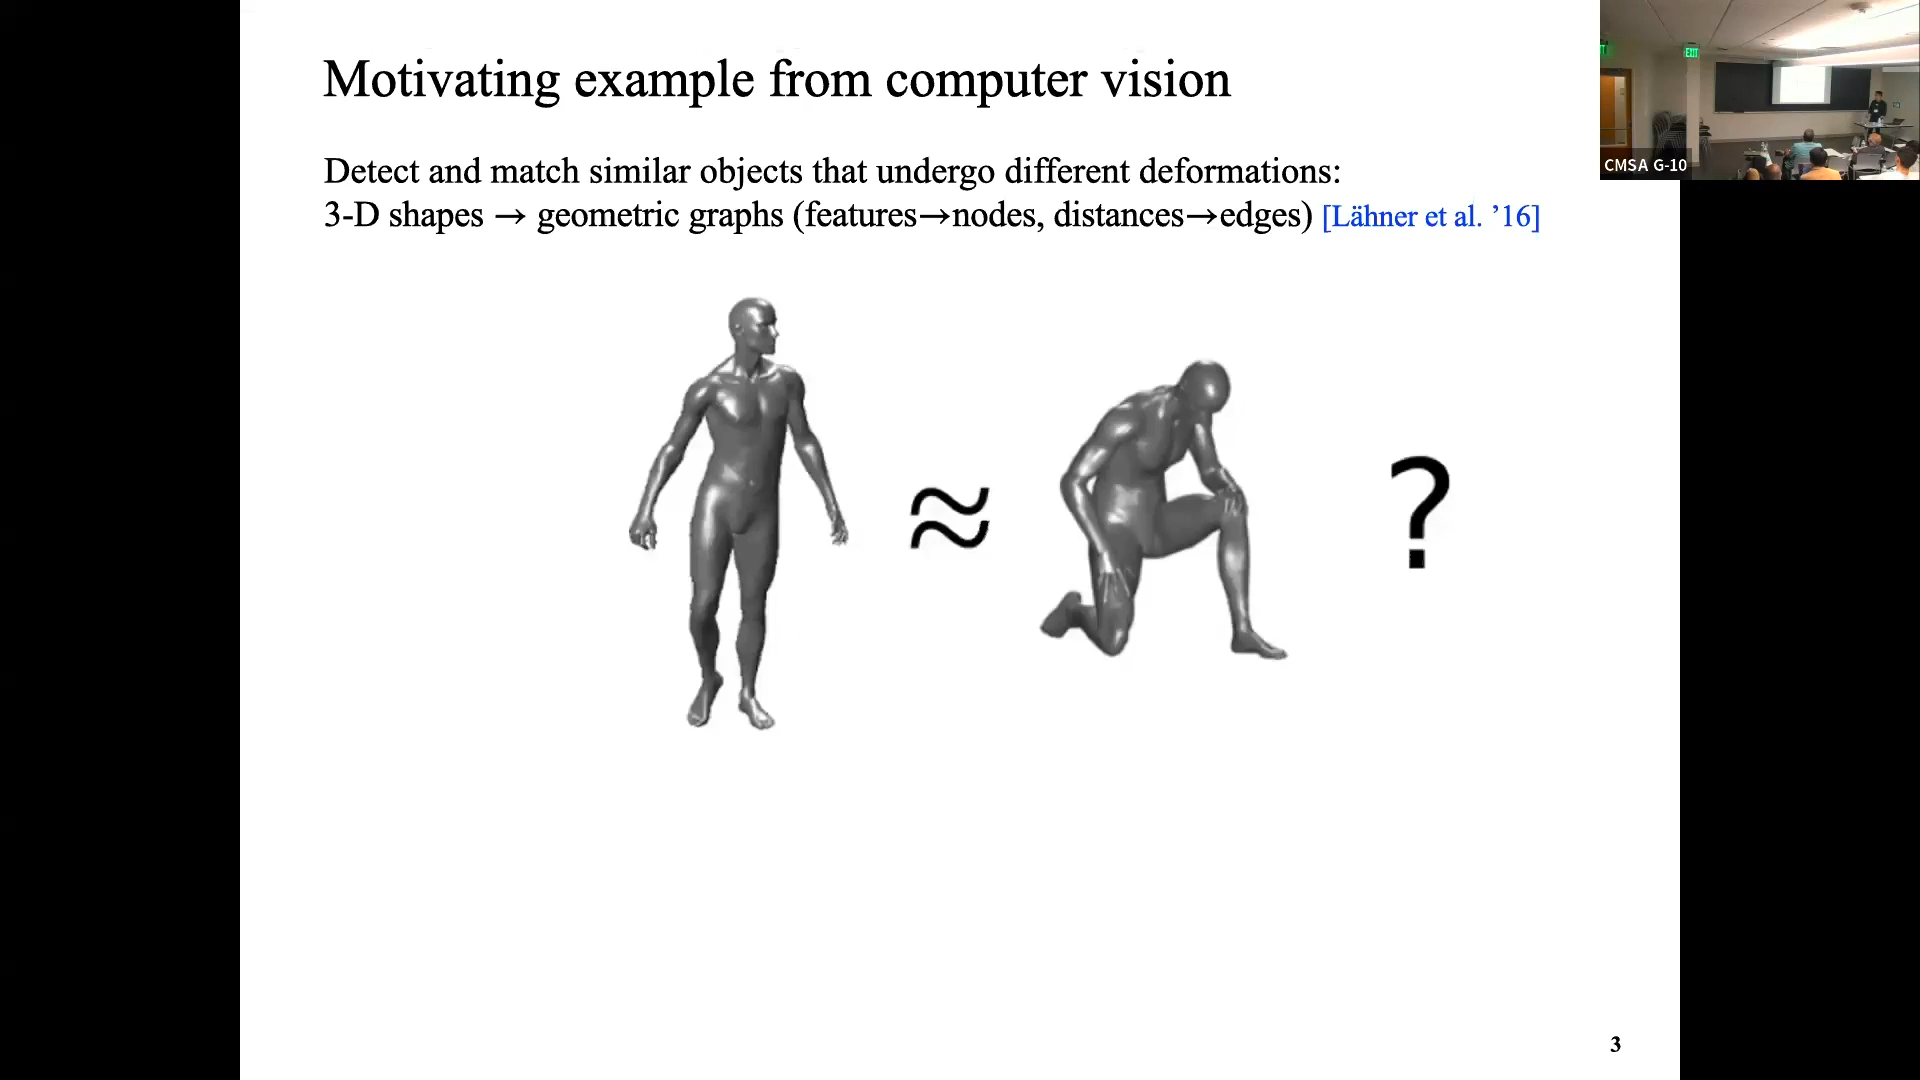 Motivating example from computer vision
Detect and match similar objects that undergo different deformations:
3-D shapes → geometric graphs (features→nodes, distances→edges) [Lähner et al. ’16]
≈ ?
3
EXIT
CMSA G-10